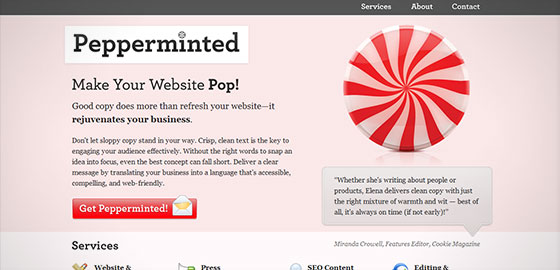 Services About Contact
Pepperminted
Make Your Website Pop!
Good copy does more than refresh your website—it
rejuvenates your business.
Don't let sloppy copy stand in your way. Crisp, clean text is the key to
engaging your audience effectively. Without the right words to snap an
idea into focus, even the best concept can fall short. Deliver a clear
message by translating your business into a language that's accessible,
compelling, and web-friendly.
Get Pepperminted!
"Whether she's writing about people or
products, Elena delivers clean copy with just
the right mixture of warmth and wit — best of
all, it's always on time (if not early)!"
Miranda Crowell, Features Editor, Cookie Magazine
Services
Website &
Press
SEO Content
Editing &